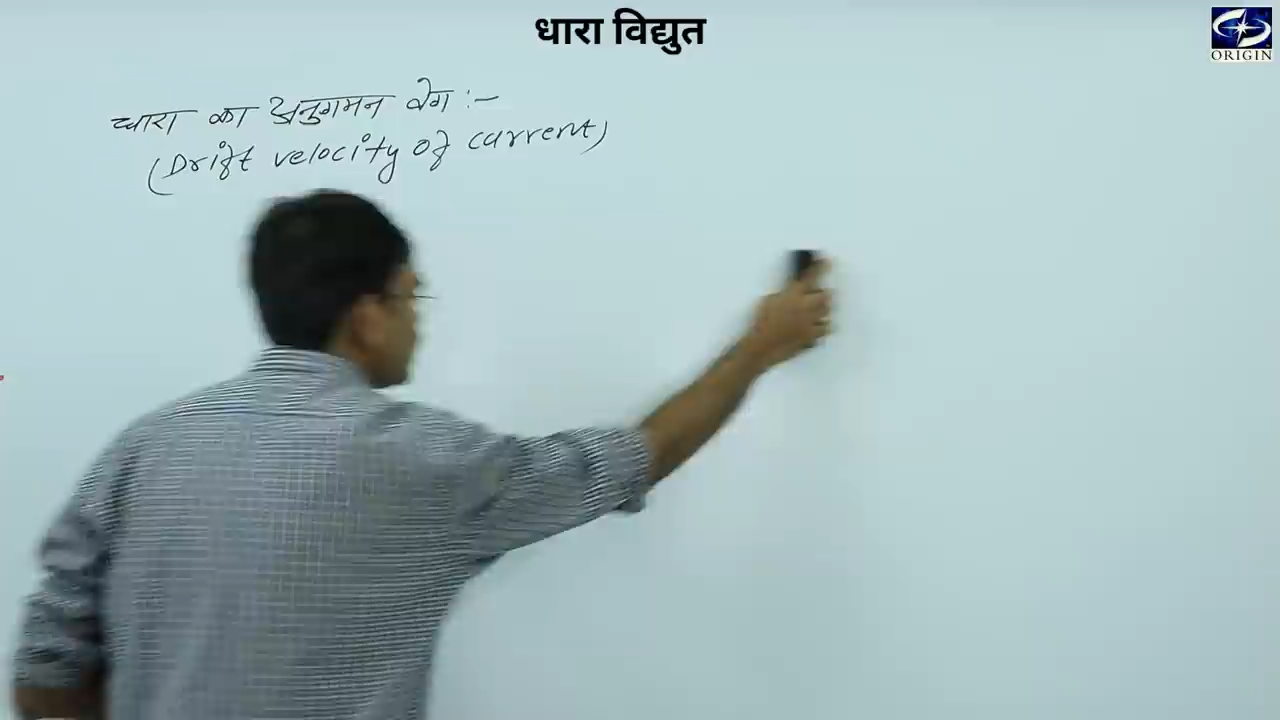 धारा विद्युत
ORIGIN
धारा का अनुगमन वेग :-
(Drift velocity of current)